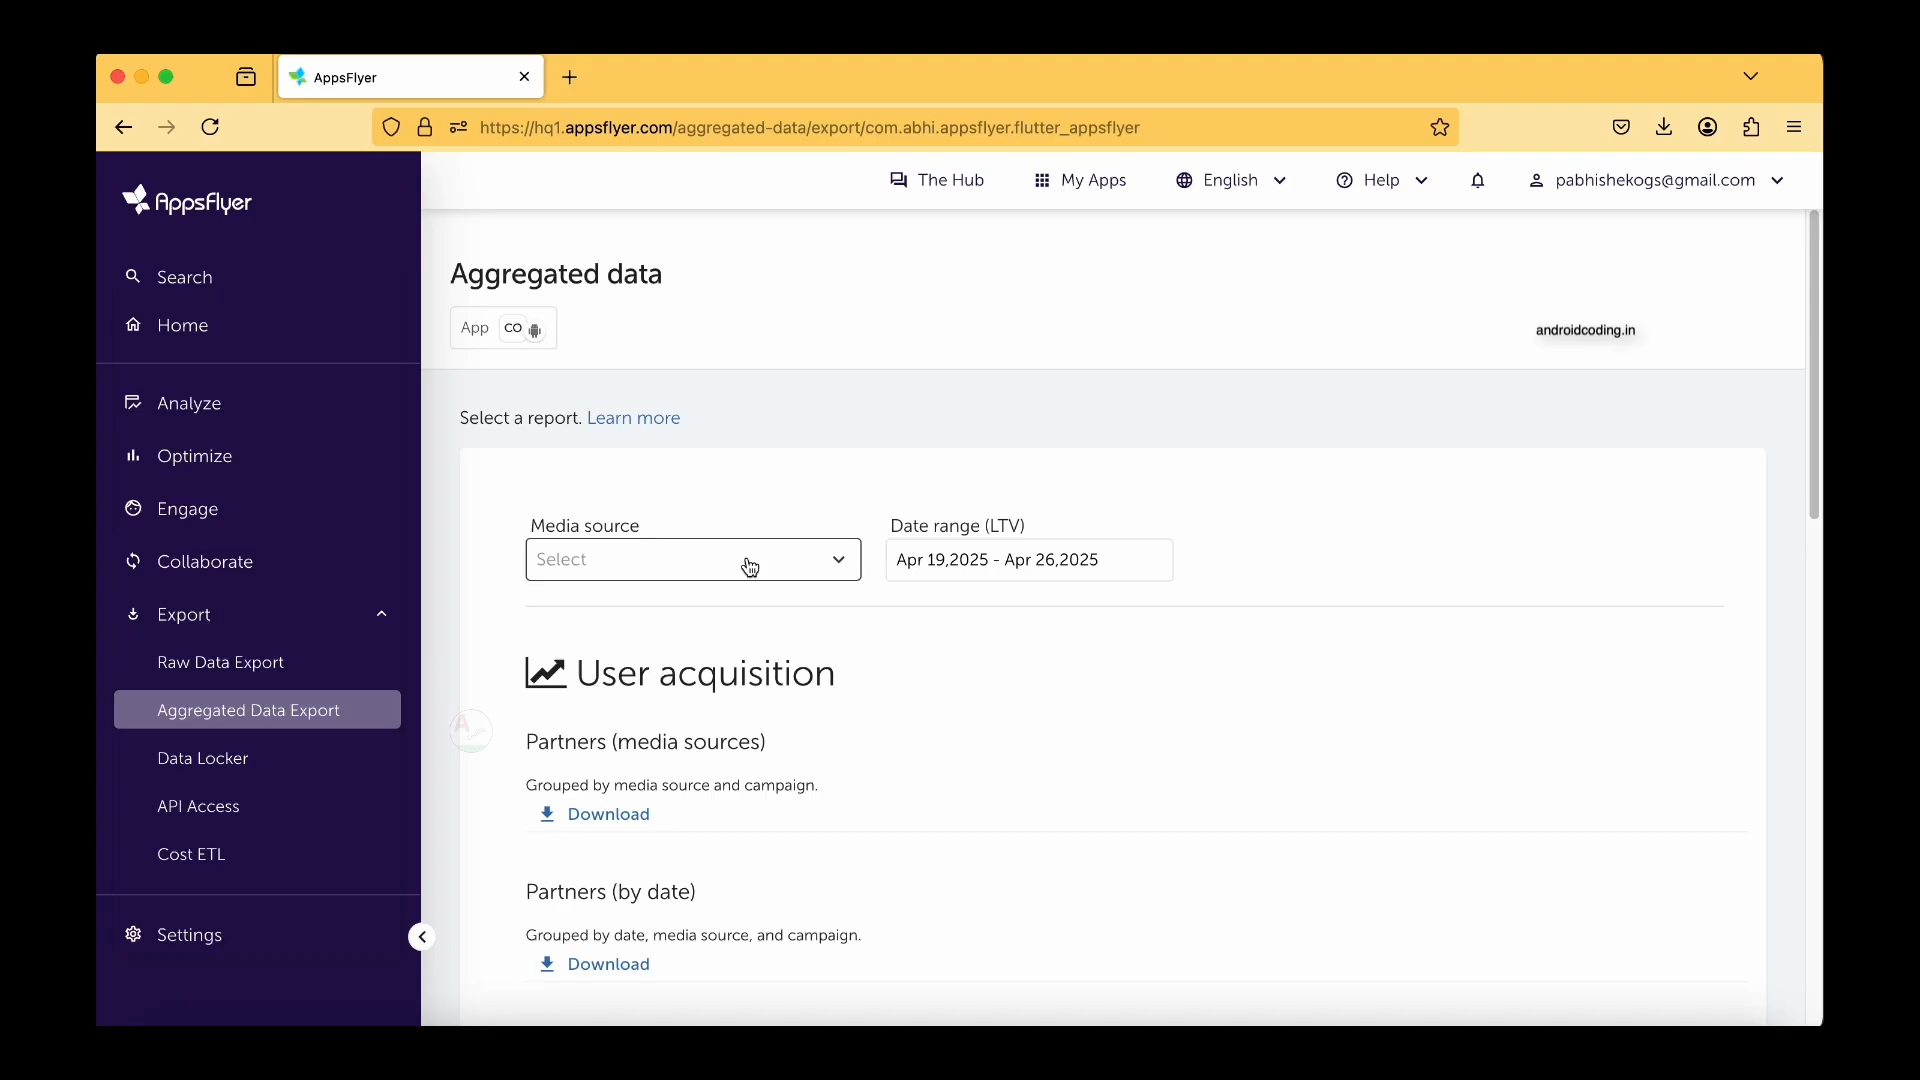 AppsFlyer
https://hq1.appsflyer.com/aggregated-data/export/com.abhi.appsflyer.flutter_appsflyer
AppsFlyer
The Hub
My Apps
English
Help
pabhishekogs@gmail.com
Search
Home
Analyze
Optimize
Engage
Collaborate
Export
Raw Data Export
Aggregated Data Export
Data Locker
API Access
Cost ETL
Settings
Aggregated data
App CO
androidcoding.in
Select a report. Learn more
Media source
Select
Date range (LTV)
Apr 19,2025 - Apr 26,2025
User acquisition
Partners (media sources)
Grouped by media source and campaign.
Download
Partners (by date)
Grouped by date, media source, and campaign.
Download